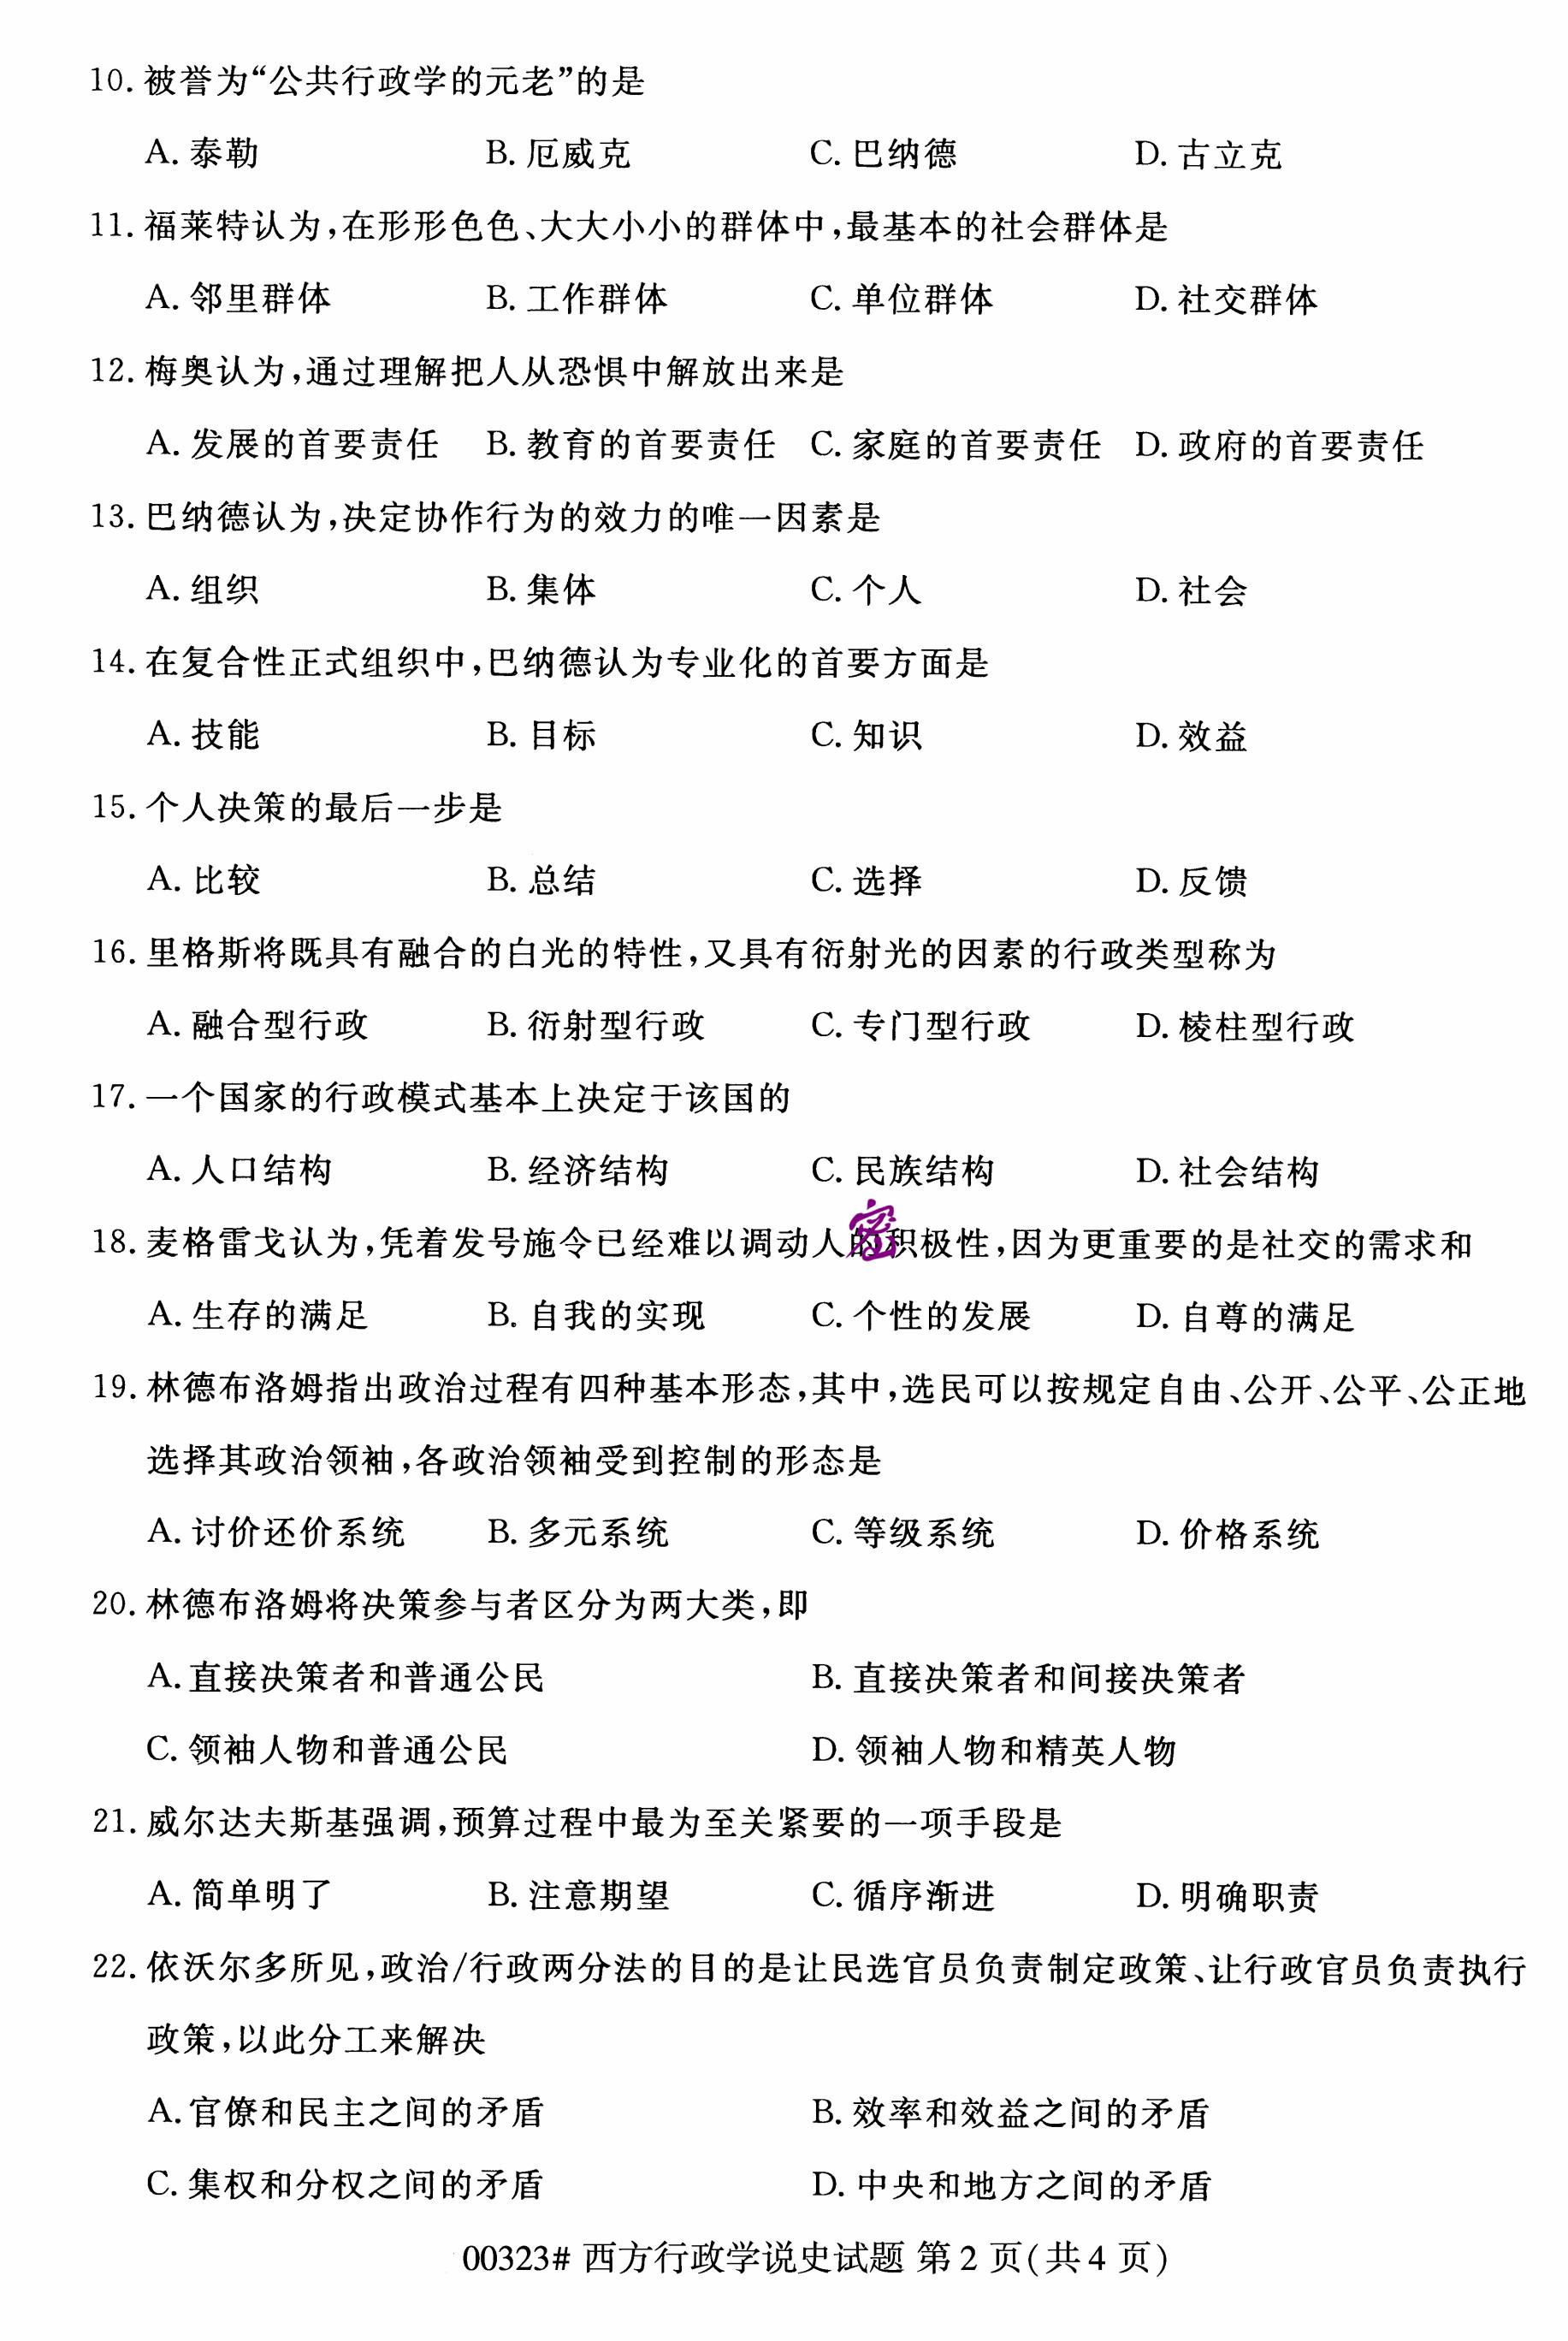 10. 被誉为“公共行政学的元老”的是
A. 泰勒 B. 厄威克 C. 巴纳德 D. 古立克
11. 福莱特认为,在形形色色、大大小小的群体中,最基本的社会群体是
A. 邻里群体 B. 工作群体 C. 单位群体 D. 社交群体
12. 梅奥认为,通过理解把人从恐惧中解放出来是
A. 发展的首要责任 B. 教育的首要责任 C. 家庭的首要责任 D. 政府的首要责任
13. 巴纳德认为,决定协作行为的效力的唯一因素是
A. 组织 B. 集体 C. 个人 D. 社会
14. 在复合性正式组织中,巴纳德认为专业化的首要方面是
A. 技能 B. 目标 C. 知识 D. 效益
15. 个人决策的最后一步是
A. 比较 B. 总结 C. 选择 D. 反馈
16. 里格斯将既具有融合的白光的特性,又具有衍射光的因素的行政类型称为
A. 融合型行政 B. 衍射型行政 C. 专门型行政 D. 棱柱型行政
17. 一个国家的行政模式基本上决定于该国的
A. 人口结构 B. 经济结构 C. 民族结构 D. 社会结构
18. 麦格雷戈认为,凭着发号施令已经难以调动人的积极性,因为更重要的是社交的需求和
密
A. 生存的满足 B. 自我的实现 C. 个性的发展 D. 自尊的满足
19. 林德布洛姆指出政治过程有四种基本形态,其中,选民可以按规定自由、公开、公平、公正地
选择其政治领袖,各政治领袖受到控制的形态是
A. 讨价还价系统 B. 多元系统 C. 等级系统 D. 价格系统
20. 林德布洛姆将决策参与者区分为两大类,即
A. 直接决策者和普通公民 B. 直接决策者和间接决策者
C. 领袖人物和普通公民 D. 领袖人物和精英人物
21. 威尔达夫斯基强调,预算过程中最为至关紧要的一项手段是
A. 简单明了 B. 注意期望 C. 循序渐进 D. 明确职责
22. 依沃尔多所见,政治/行政两分法的目的是让民选官员负责制定政策、让行政官员负责执行
政策,以此分工来解决
A. 官僚和民主之间的矛盾 B. 效率和效益之间的矛盾
C. 集权和分权之间的矛盾 D. 中央和地方之间的矛盾
00323# 西方行政学说史试题 第 2 页(共 4 页)